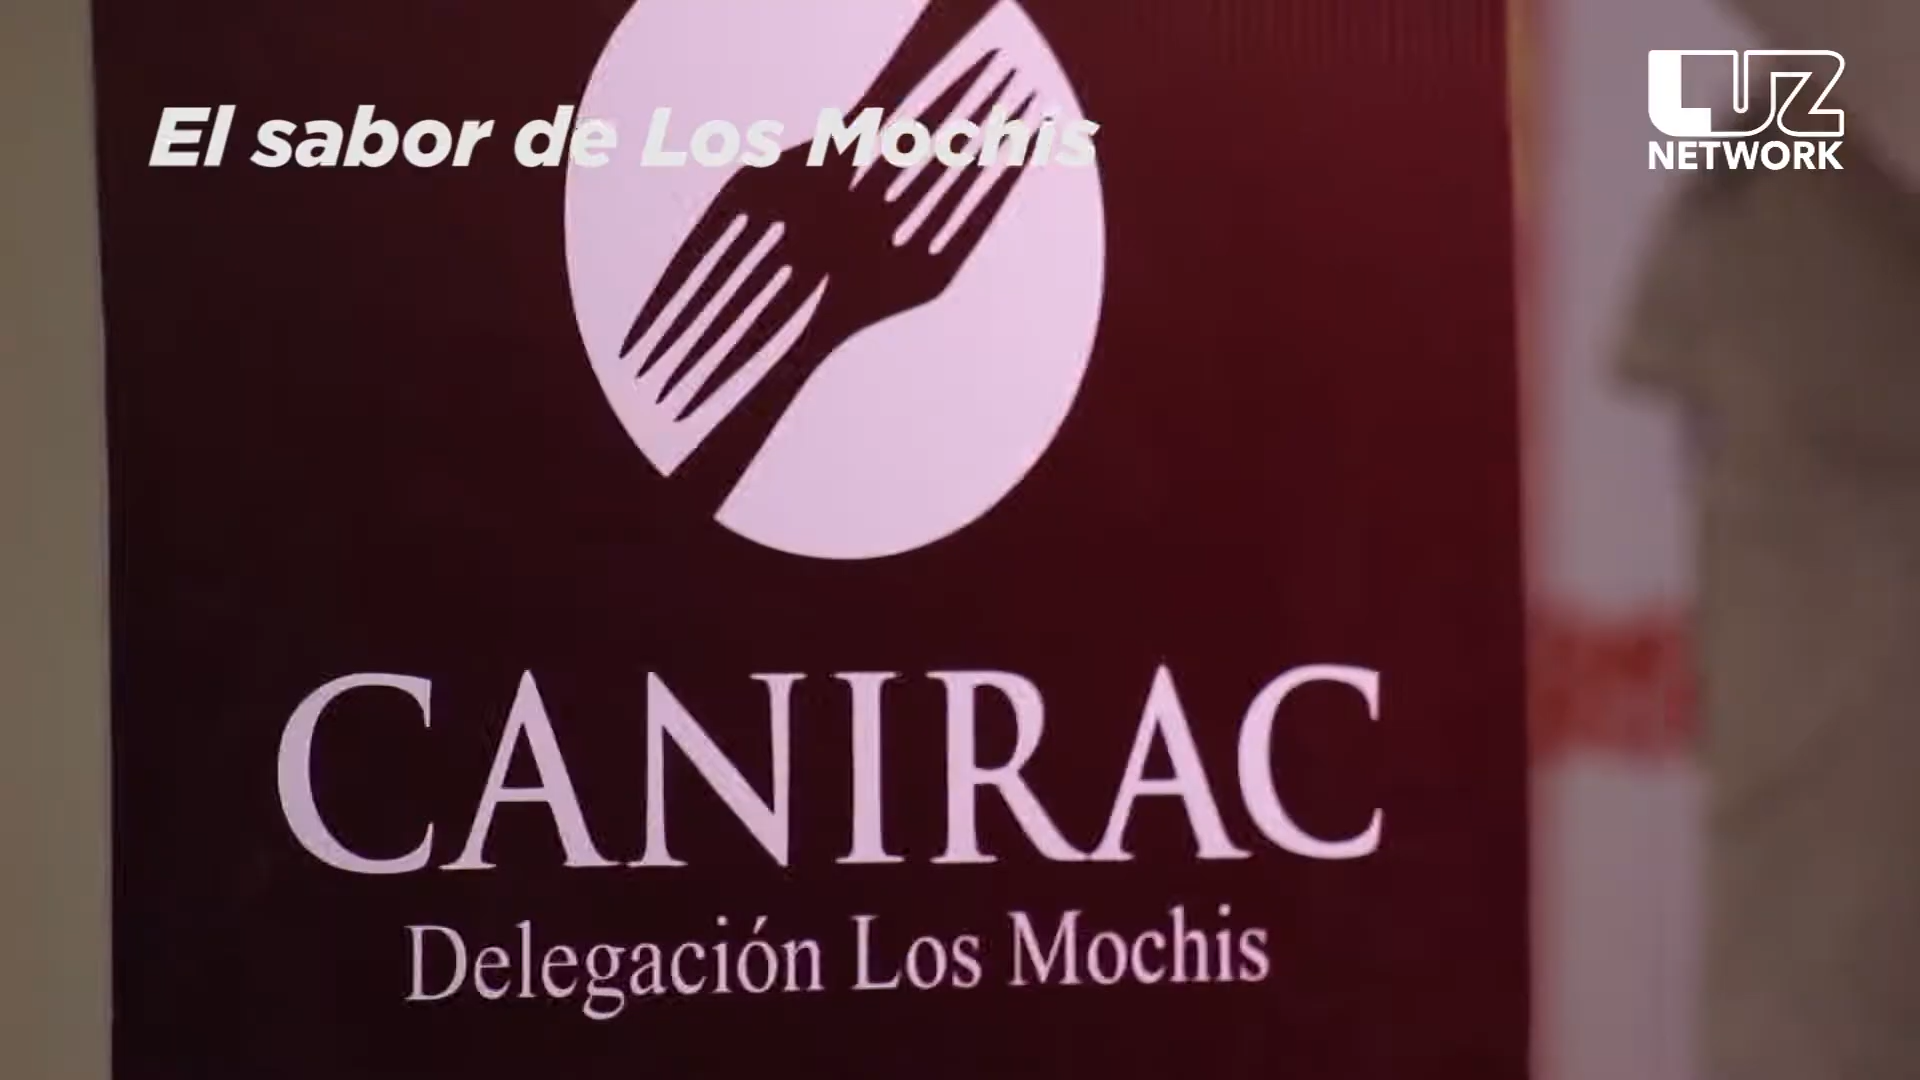 El sabor de Los Mochis
LUZ
NETWORK
CANIRAC
Delegación Los Mochis